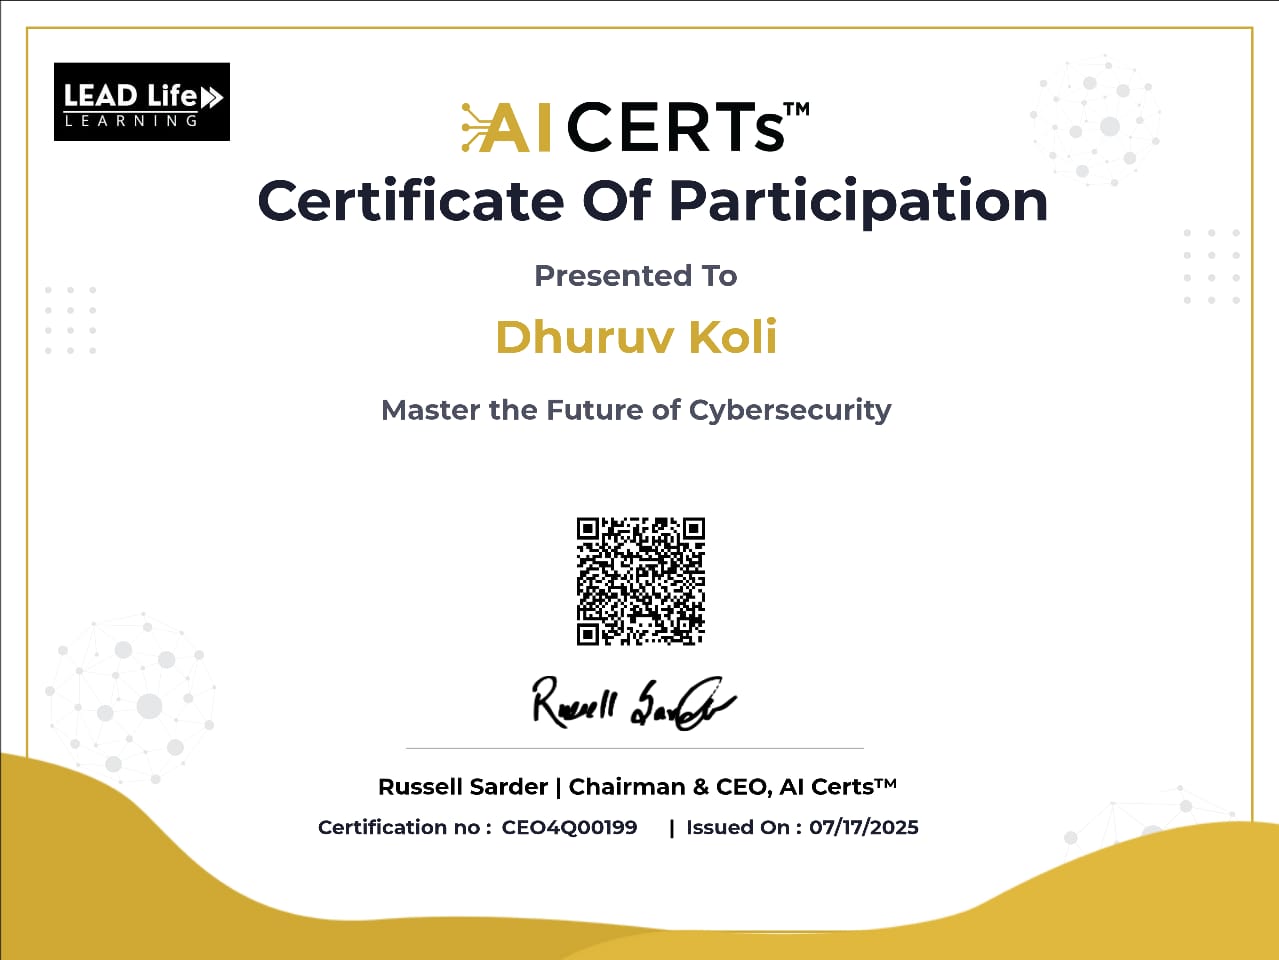 LEAD Life
LEARNING
AI CERTs™
Certificate Of Participation
Presented To
Dhuruv Koli
Master the Future of Cybersecurity
Russell Sarder
Russell Sarder | Chairman & CEO, AI Certs™
Certification no : CEO4Q00199 | Issued On : 07/17/2025